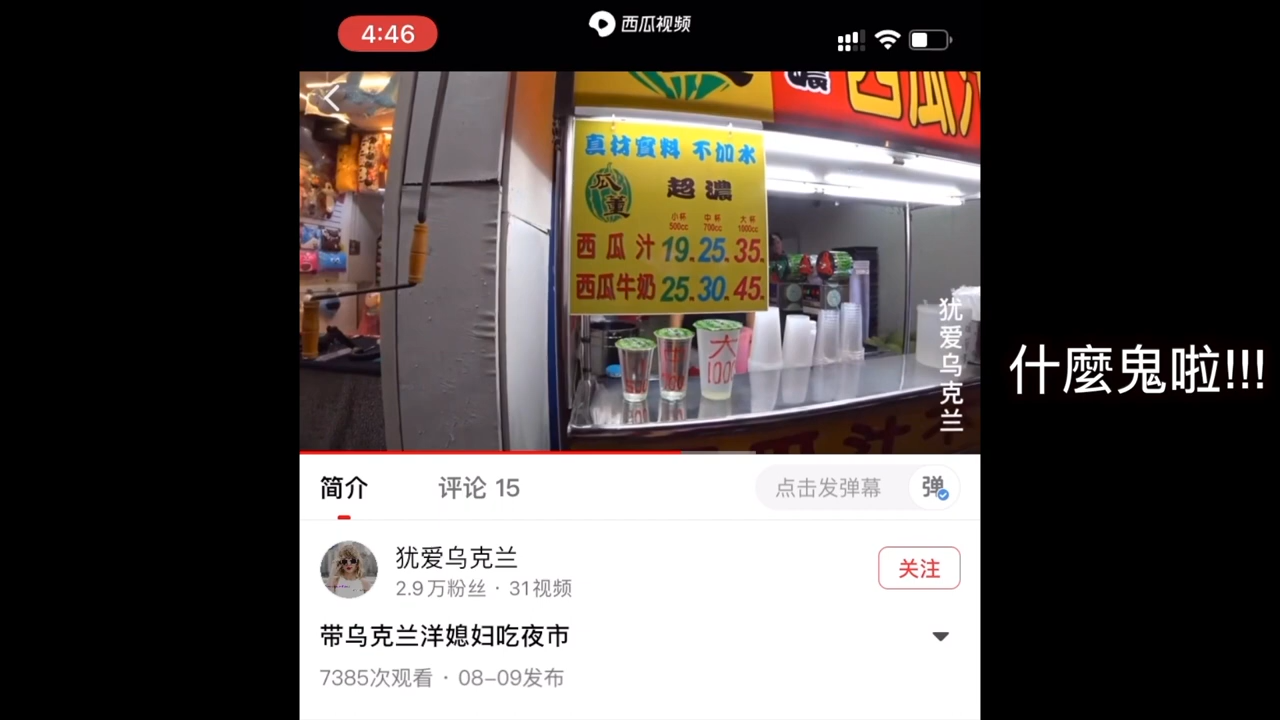 4:46
西瓜视频
濃
西瓜汁
真材實料 不加水
超濃
小杯 中杯 大杯
500cc 700cc 1000cc
西瓜汁 19. 25. 35.
西瓜牛奶 25. 30. 45.
大
犹爱乌克兰
什麼鬼啦!!!
简介
评论 15
点击发弹幕
弹
犹爱乌克兰
2.9万粉丝 · 31视频
关注
带乌克兰洋媳妇吃夜市
7385次观看 · 08-09发布